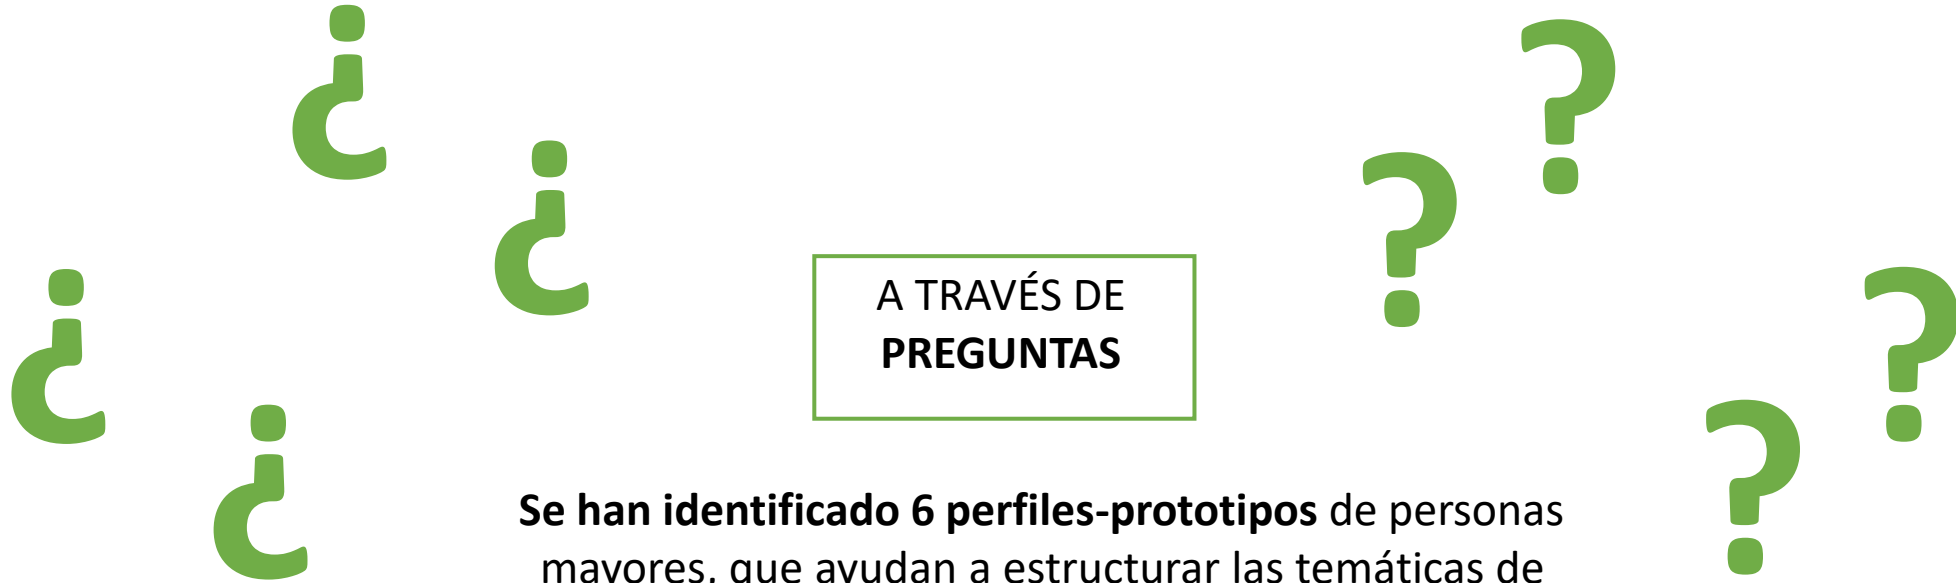 ¿ ?
¿ ?
A TRAVÉS DE
PREGUNTAS
¿ ?
¿ ?
Se han identificado 6 perfiles-prototipos de personas
mayores, que ayudan a estructurar las temáticas de